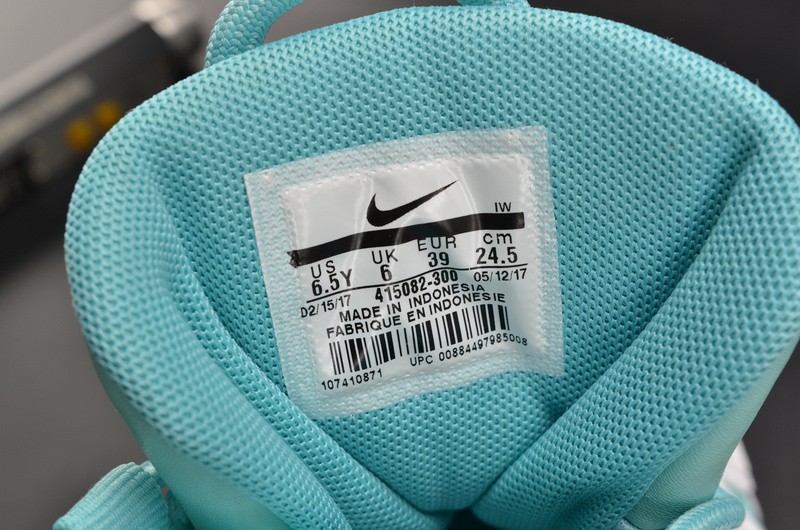 IW
US UK EUR cm
6.5Y 6 39 24.5
02/15/17 415082-300 05/12/17
MADE IN INDONESIA
FABRIQUE EN INDONESIE
107410871 UPC 00884497985008